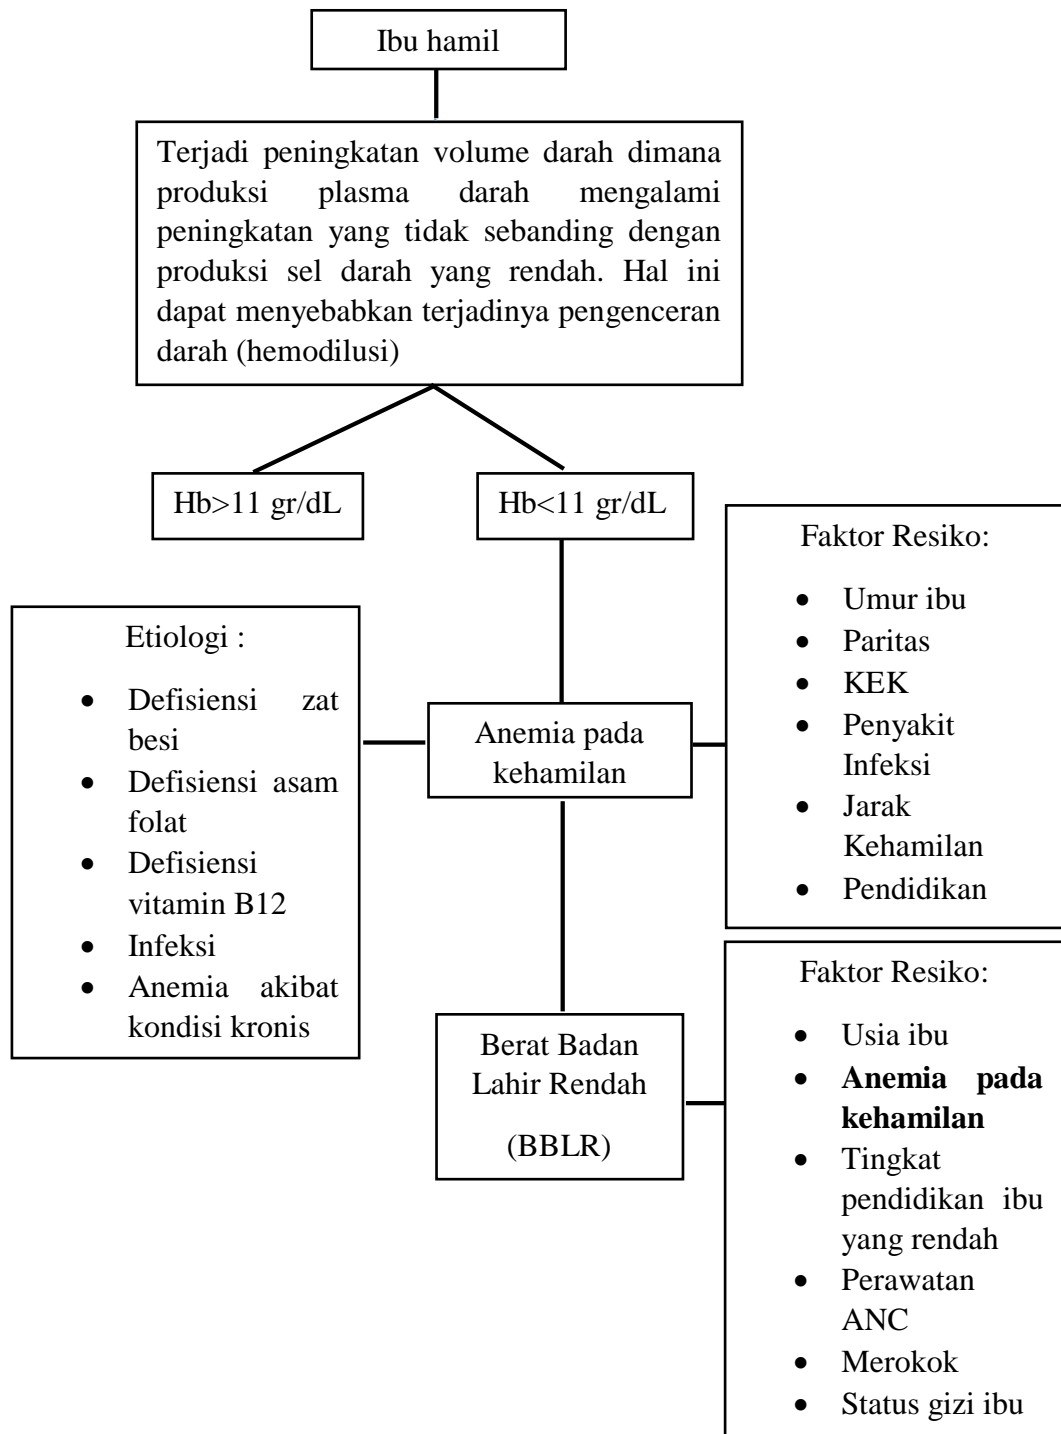 Ibu hamil
Terjadi peningkatan volume darah dimana
produksi plasma darah mengalami
peningkatan yang tidak sebanding dengan
produksi sel darah yang rendah. Hal ini
dapat menyebabkan terjadinya pengenceran
darah (hemodilusi)
Hb>11 gr/dL
Hb<11 gr/dL
Faktor Resiko:
• Umur ibu
• Paritas
• KEK
• Penyakit
Infeksi
• Jarak
Kehamilan
• Pendidikan
Etiologi :
• Defisiensi zat
besi
• Defisiensi asam
folat
• Defisiensi
vitamin B12
• Infeksi
• Anemia akibat
kondisi kronis
Anemia pada
kehamilan
Berat Badan
Lahir Rendah
(BBLR)
Faktor Resiko:
• Usia ibu
• Anemia pada
kehamilan
• Tingkat
pendidikan ibu
yang rendah
• Perawatan
ANC
• Merokok
• Status gizi ibu